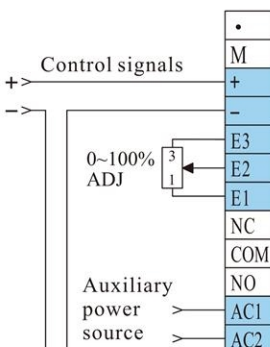 •
M
Control signals
+
+
−
−
E3
3
0~100%
ADJ
E2
1
E1
NC
COM
NO
Auxiliary
power
source
AC1
AC2